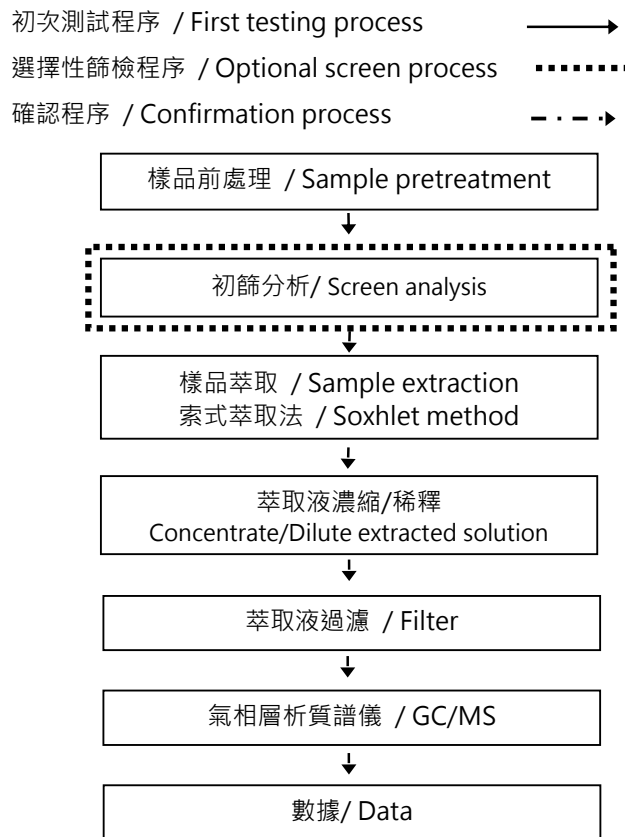 初次測試程序 / First testing process
選擇性篩檢程序 / Optional screen process
確認程序 / Confirmation process
樣品前處理 / Sample pretreatment
初篩分析/ Screen analysis
樣品萃取 / Sample extraction
索式萃取法 / Soxhlet method
萃取液濃縮/稀釋
Concentrate/Dilute extracted solution
萃取液過濾 / Filter
氣相層析質譜儀 / GC/MS
數據/ Data